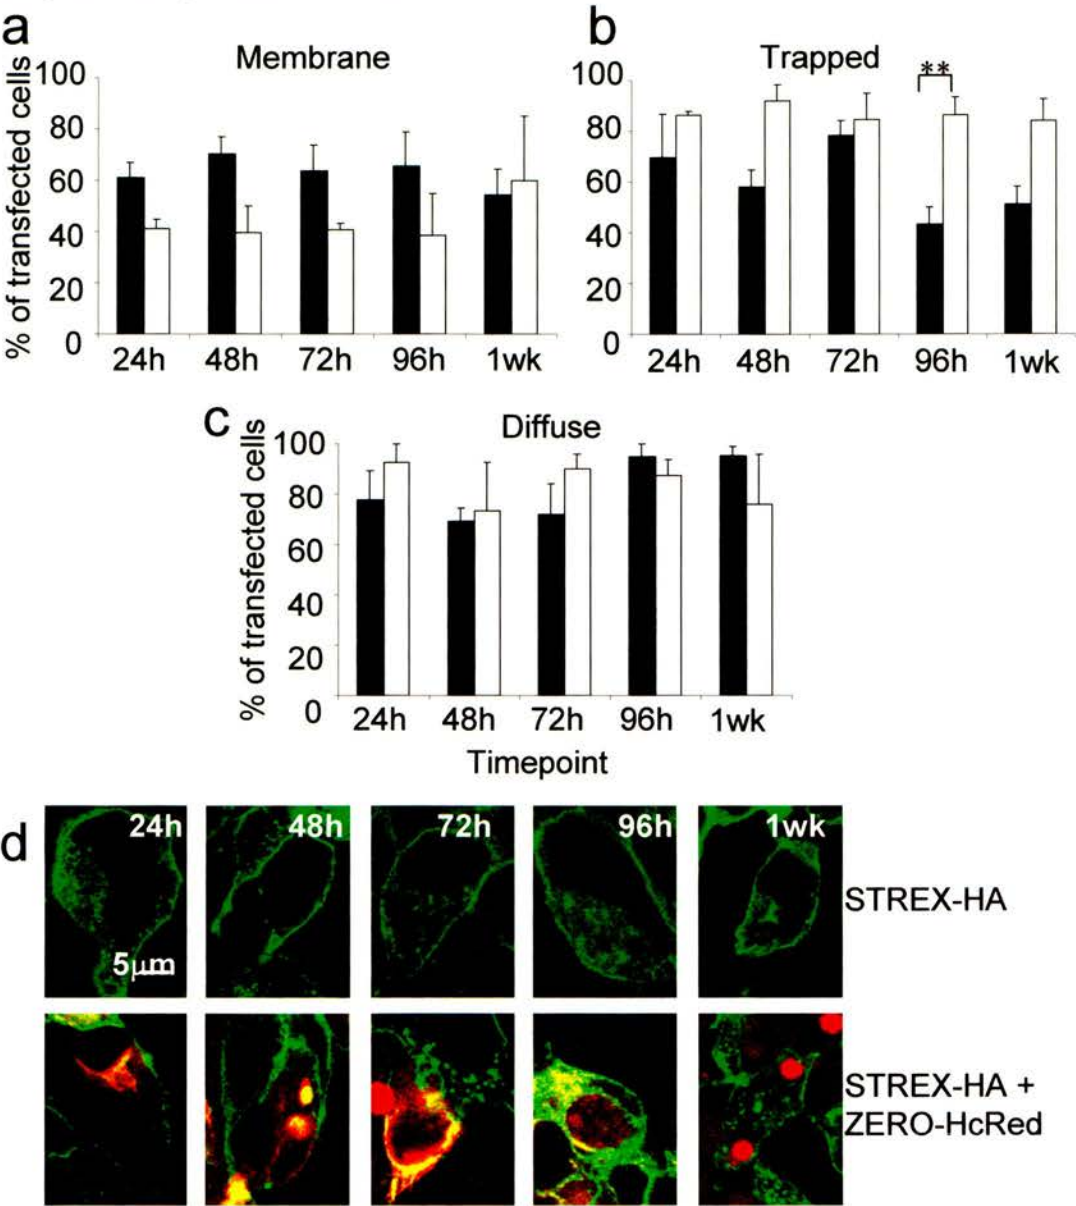 a
Membrane
% of transfected cells
100
80
60
40
20
0
24h 48h 72h 96h 1wk
b
Trapped
**
100
80
60
40
20
0
24h 48h 72h 96h 1wk
c
Diffuse
% of transfected cells
100
80
60
40
20
0
24h 48h 72h 96h 1wk
Timepoint
d
24h 48h 72h 96h 1wk
5µm
STREX-HA
STREX-HA +
ZERO-HcRed